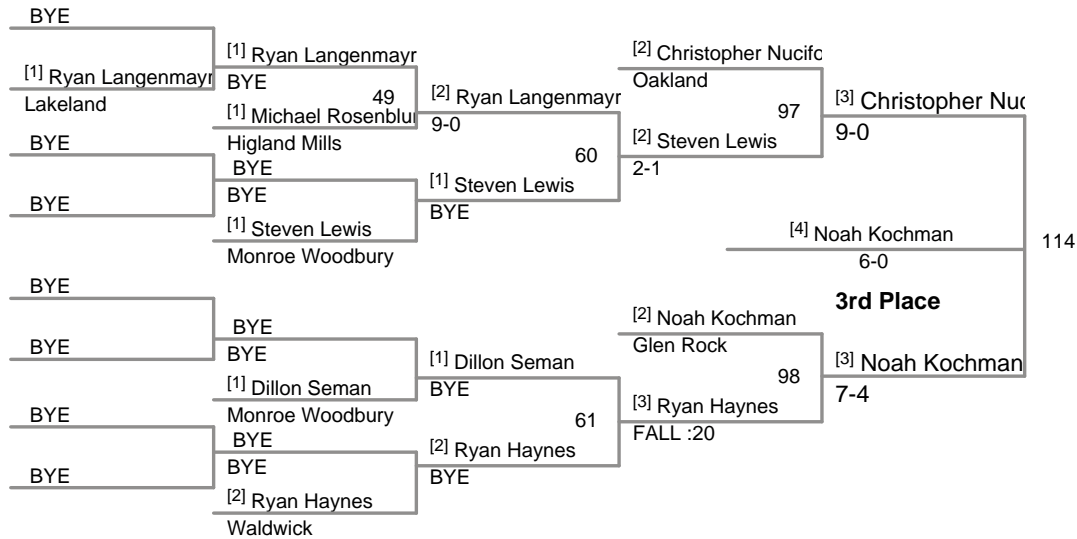 BYE
[1] Ryan Langenmayr
Lakeland
BYE
BYE
BYE
BYE
BYE
BYE
[1] Ryan Langenmayr
BYE
49
[1] Michael Rosenblu
Higland Mills
BYE
BYE
[1] Steven Lewis
Monroe Woodbury
BYE
BYE
[1] Dillon Seman
Monroe Woodbury
BYE
BYE
[2] Ryan Haynes
Waldwick
[2] Ryan Langenmayr
9-0
60
[1] Steven Lewis
BYE
[1] Dillon Seman
BYE
61
[2] Ryan Haynes
BYE
[2] Christopher Nucifo
Oakland
97
[2] Steven Lewis
2-1
[2] Noah Kochman
Glen Rock
98
[3] Ryan Haynes
FALL :20
[3] Christopher Nuc
9-0
[4] Noah Kochman
6-0
114
3rd Place
[3] Noah Kochman
7-4